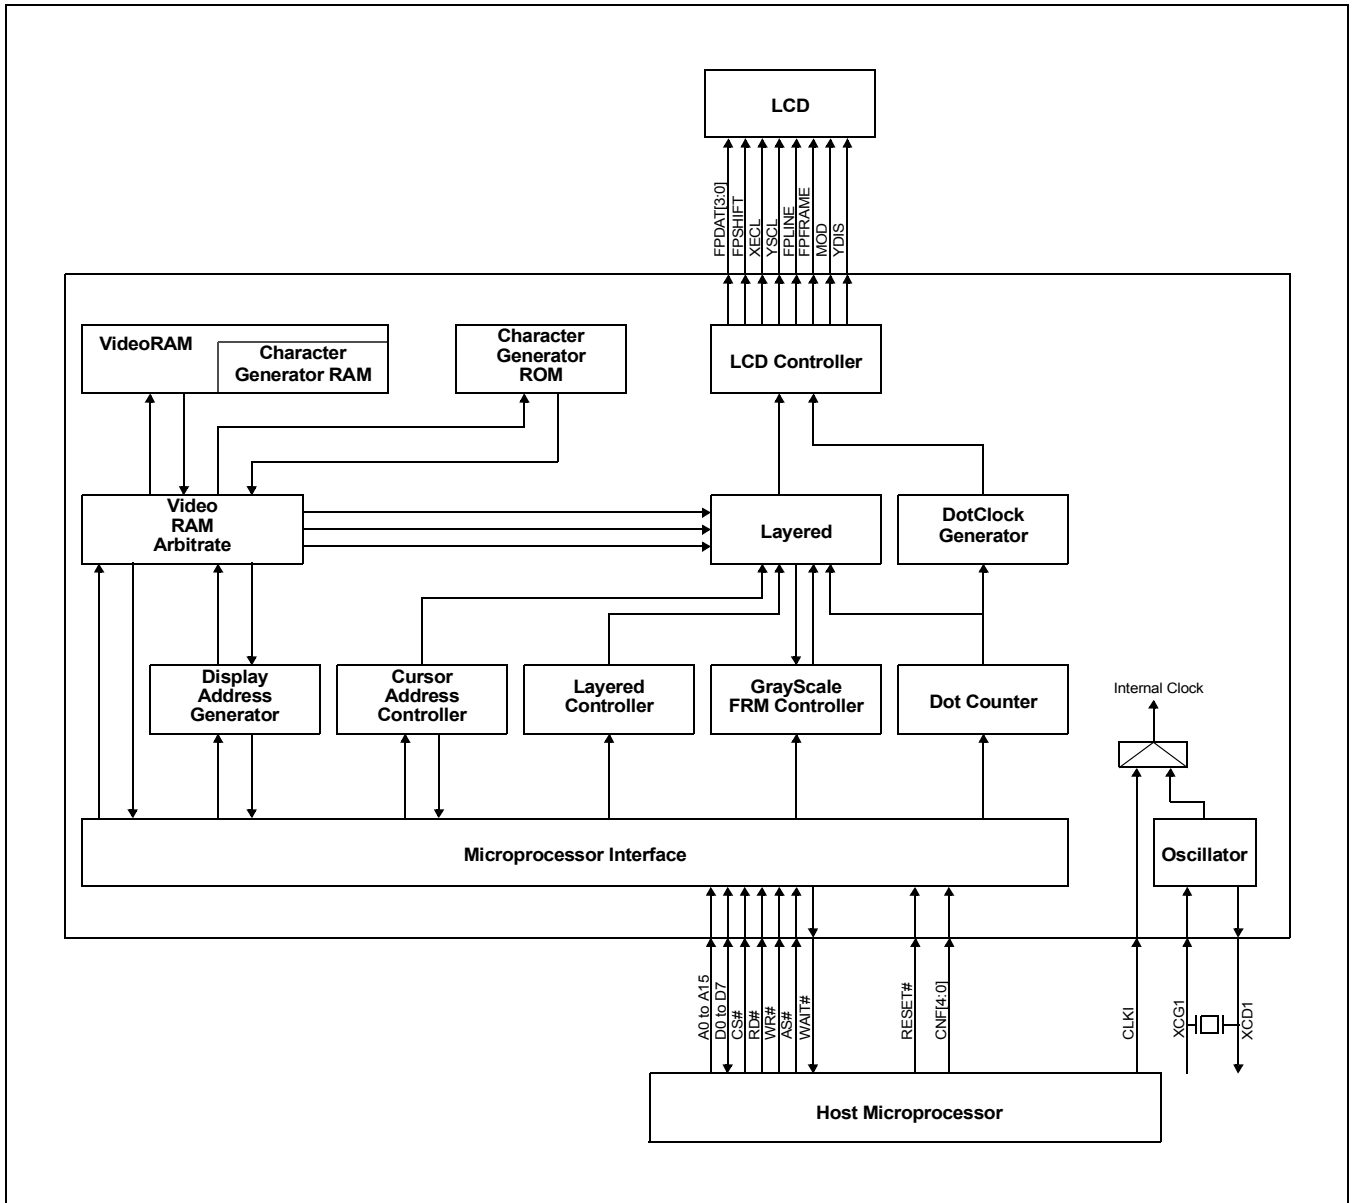 LCD
FPDAT[3:0]
FPSHIFT
XECL
YSCL
FPLINE
FPFRAME
MOD
YDIS
VideoRAM
Character
Generator RAM
Character
Generator
ROM
LCD Controller
Video
RAM
Arbitrate
Layered
DotClock
Generator
Display
Address
Generator
Cursor
Address
Controller
Layered
Controller
GrayScale
FRM Controller
Dot Counter
Internal Clock
Microprocessor Interface
Oscillator
A0 to A15
D0 to D7
CS#
RD#
WR#
AS#
WAIT#
RESET#
CNF[4:0]
CLKI
XCG1
XCD1
Host Microprocessor